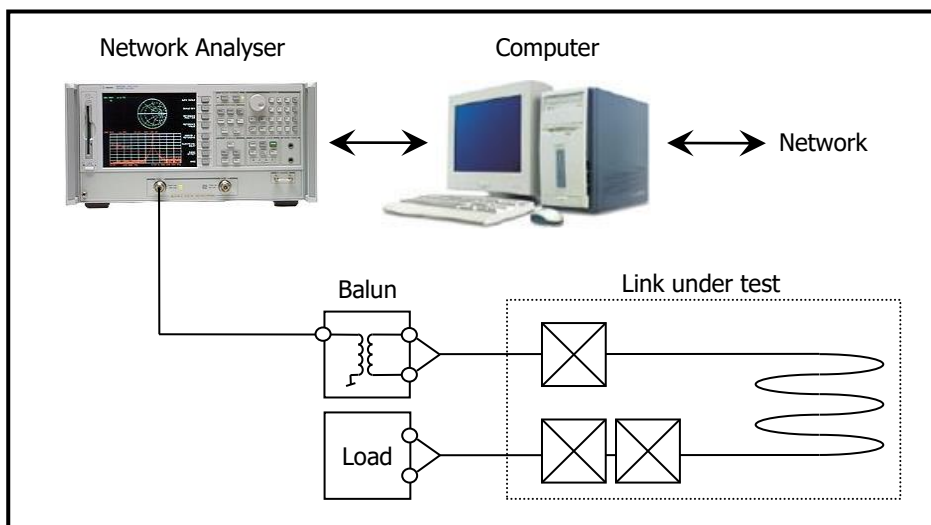 Network Analyser
Computer
Network
Balun
Link under test
Load